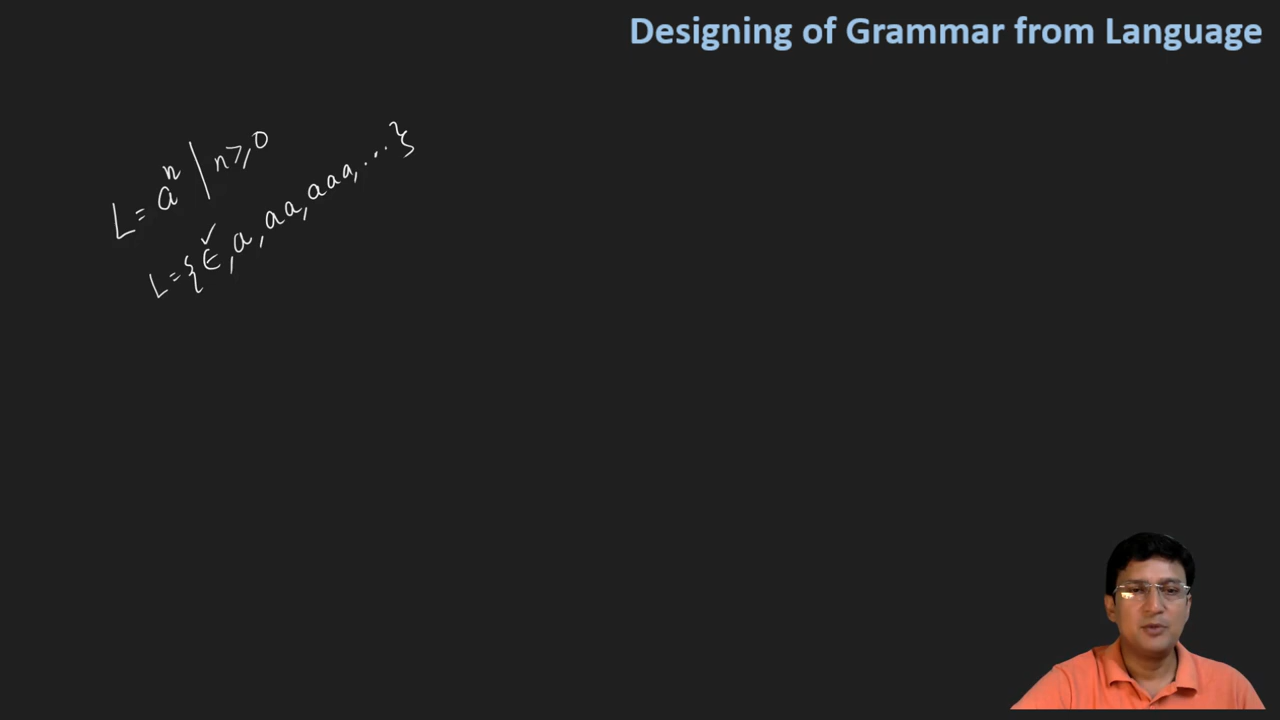 Designing of Grammar from Language
L = aⁿ | n ≥ 0
L = {ϵ, a, aa, aaa, ...}